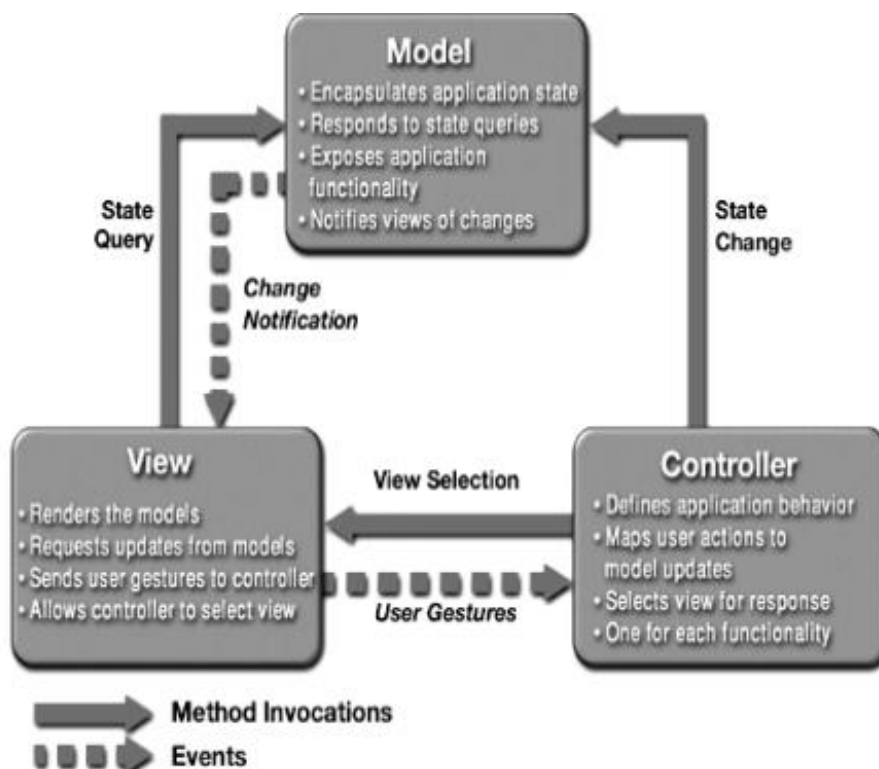 Model
• Encapsulates application state
• Responds to state queries
• Exposes application
functionality
• Notifies views of changes
State
Query
Change
Notification
State
Change
View
• Renders the models
• Requests updates from models
• Sends user gestures to controller
• Allows controller to select view
View Selection
User Gestures
Controller
• Defines application behavior
• Maps user actions to
model updates
• Selects view for response
• One for each functionality
Method Invocations
Events